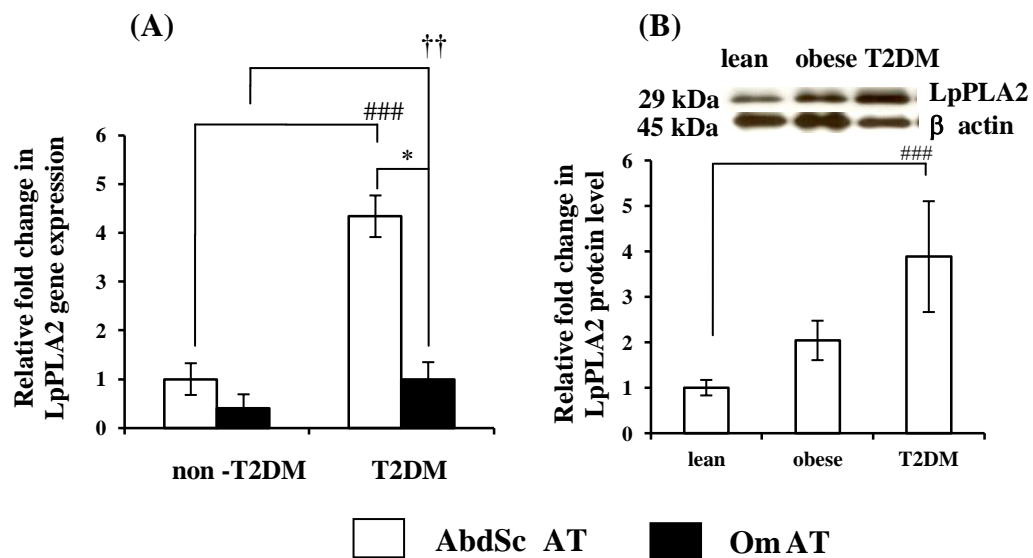 (A)
††
###
*
6
5
4
3
2
1
0
Relative fold change in
LpPLA2 gene expression
non -T2DM T2DM
(B)
lean obese T2DM
29 kDa LpPLA2
45 kDa β actin
###
6
5
4
3
2
1
0
Relative fold change in
LpPLA2 protein level
lean obese T2DM
AbdSc AT Om AT